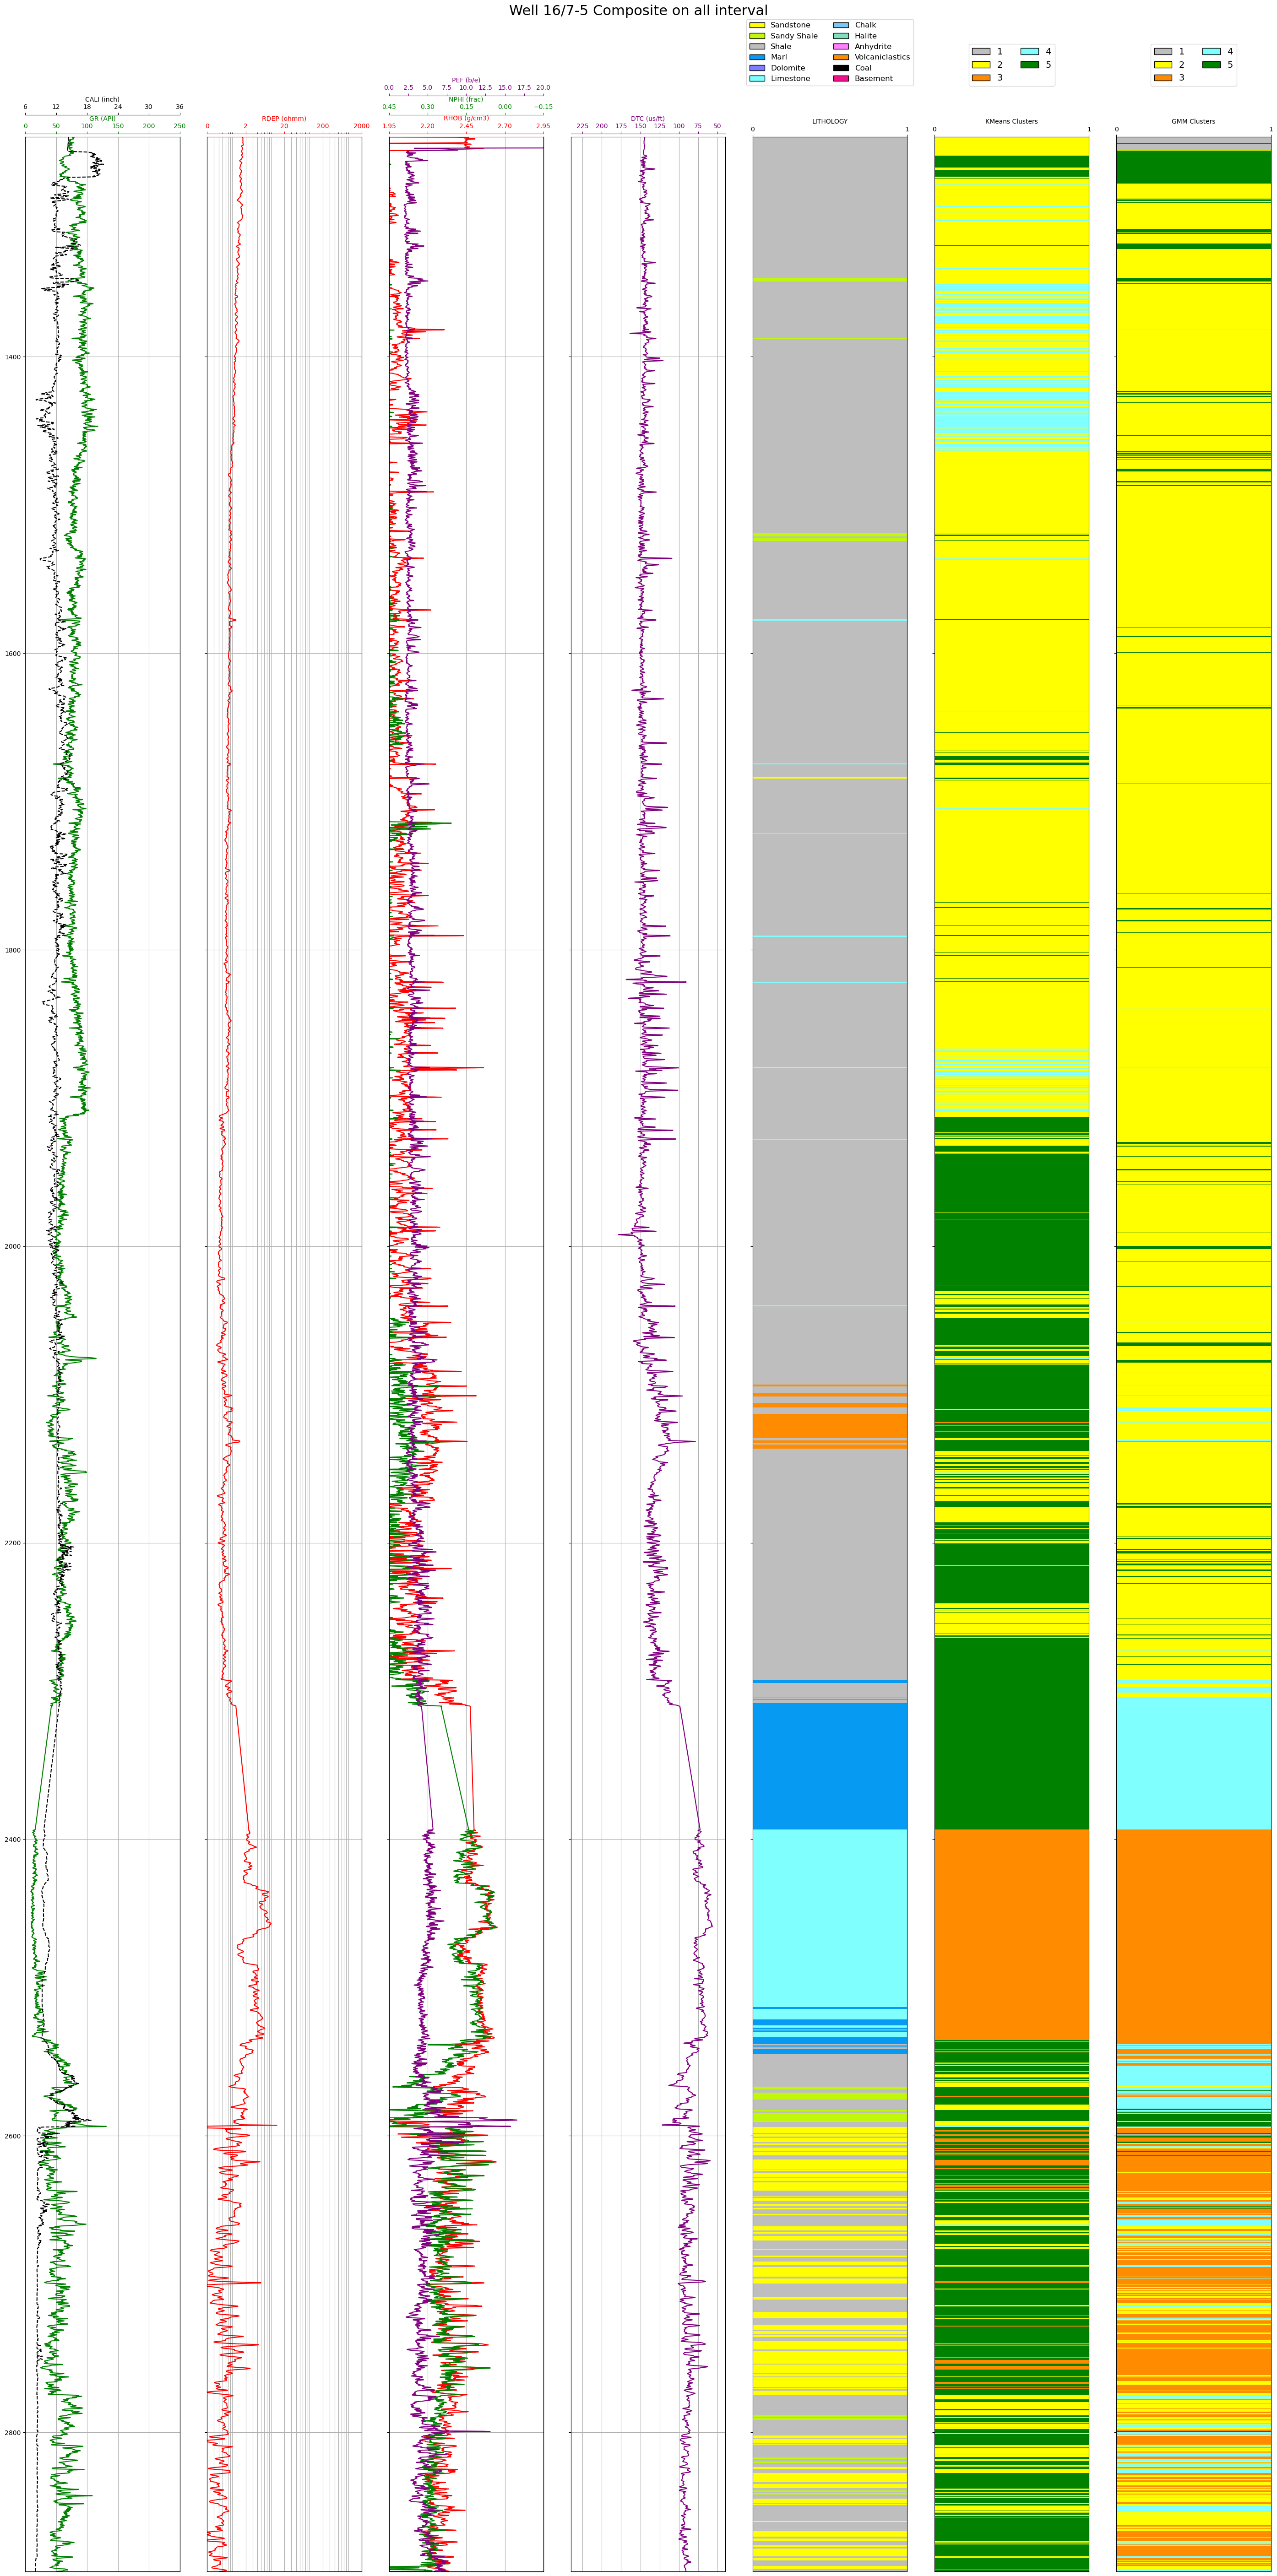 Well 16/7-5 Composite on all interval
Sandstone Chalk
Sandy Shale Halite
Shale Anhydrite
Marl Volcaniclastics
Dolomite Coal
Limestone Basement
1 4
2 5
3
1 4
2 5
3
PEF (b/e)
0.0 2.5 5.0 7.5 10.0 12.5 15.0 17.5 20.0
CALI (inch)
6 12 18 24 30 36
NPHI (frac)
0.45 0.30 0.15 0.00 −0.15
GR (API)
0 50 100 150 200 250
RDEP (ohmm)
0 2 20 200 2000
RHOB (g/cm3)
1.95 2.20 2.45 2.70 2.95
DTC (us/ft)
225 200 175 150 125 100 75 50
LITHOLOGY
0 1
KMeans Clusters
0 1
GMM Clusters
0 1
1400
1600
1800
2000
2200
2400
2600
2800